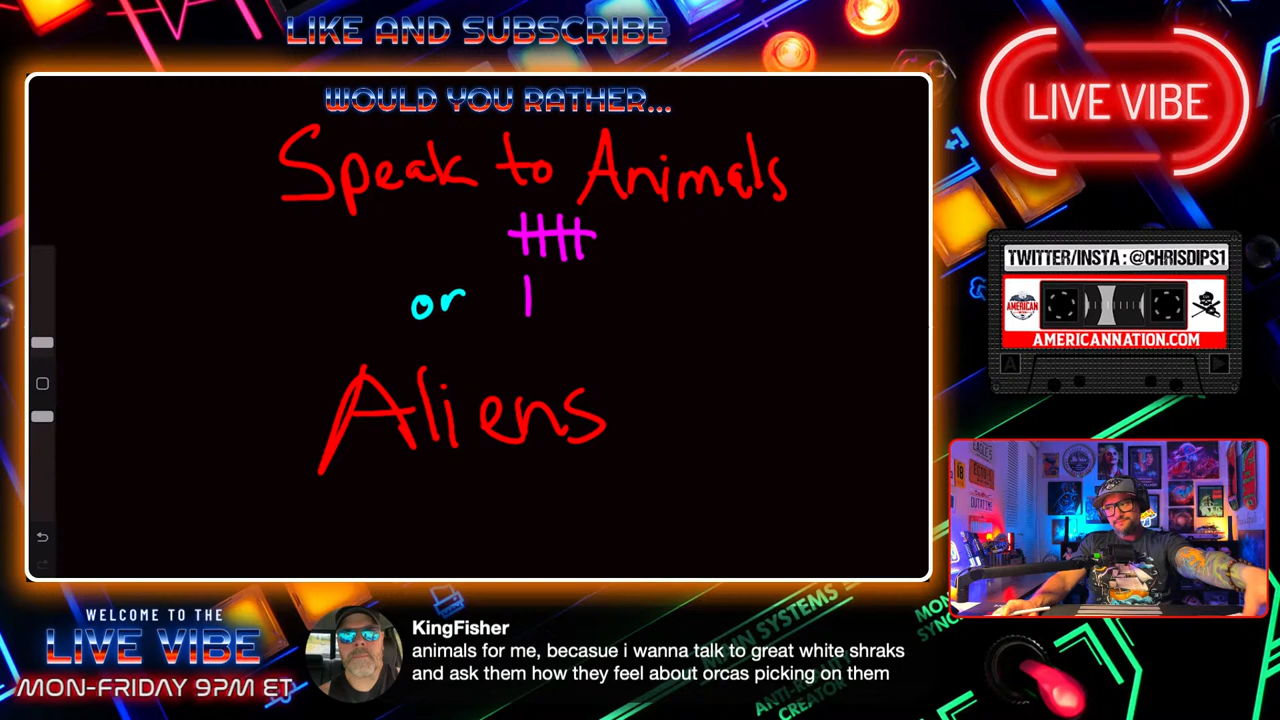 LIKE AND SUBSCRIBE
WOULD YOU RATHER...
Speak to Animals
or
Aliens
LIVE VIBE
TWITTER/INSTA : @CHRISDIPS1
AMERICAN
AMERICANNATION.COM
A
WELCOME TO THE
LIVE VIBE
MON-FRIDAY 9PM ET
KingFisher
animals for me, becasue i wanna talk to great white shraks
and ask them how they feel about orcas picking on them